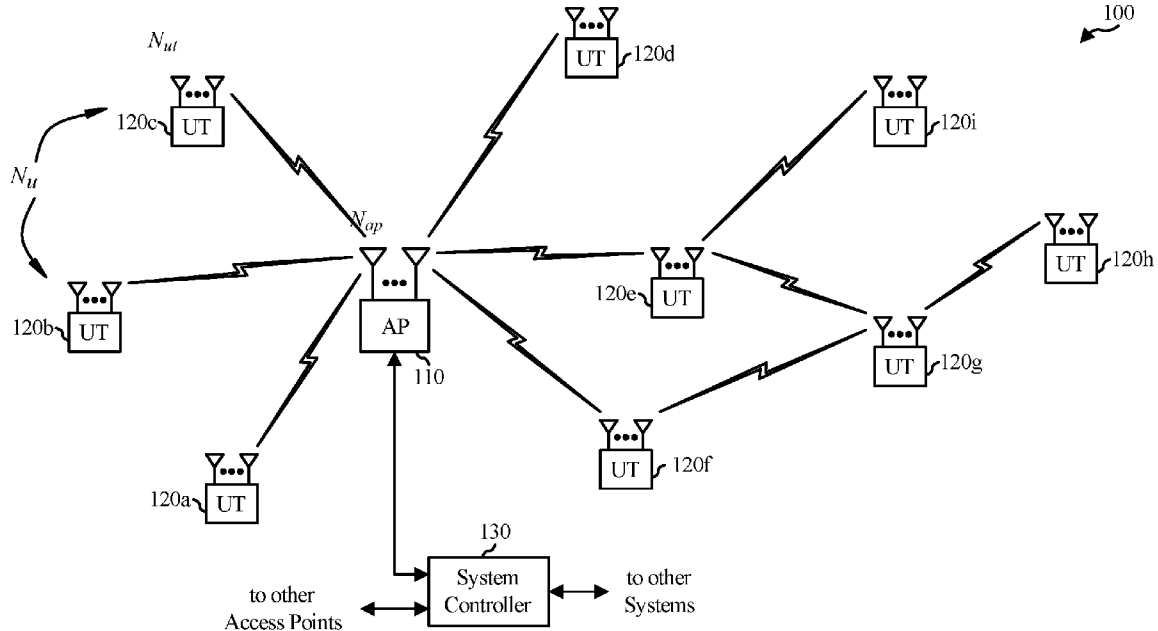 100
N_ut
UT
120d
UT
120c
UT
120i
N_u
N_ap
UT
120h
UT
120e
UT
120b
AP
110
UT
120g
UT
120f
UT
120a
130
System
Controller
to other
Access Points
to other
Systems